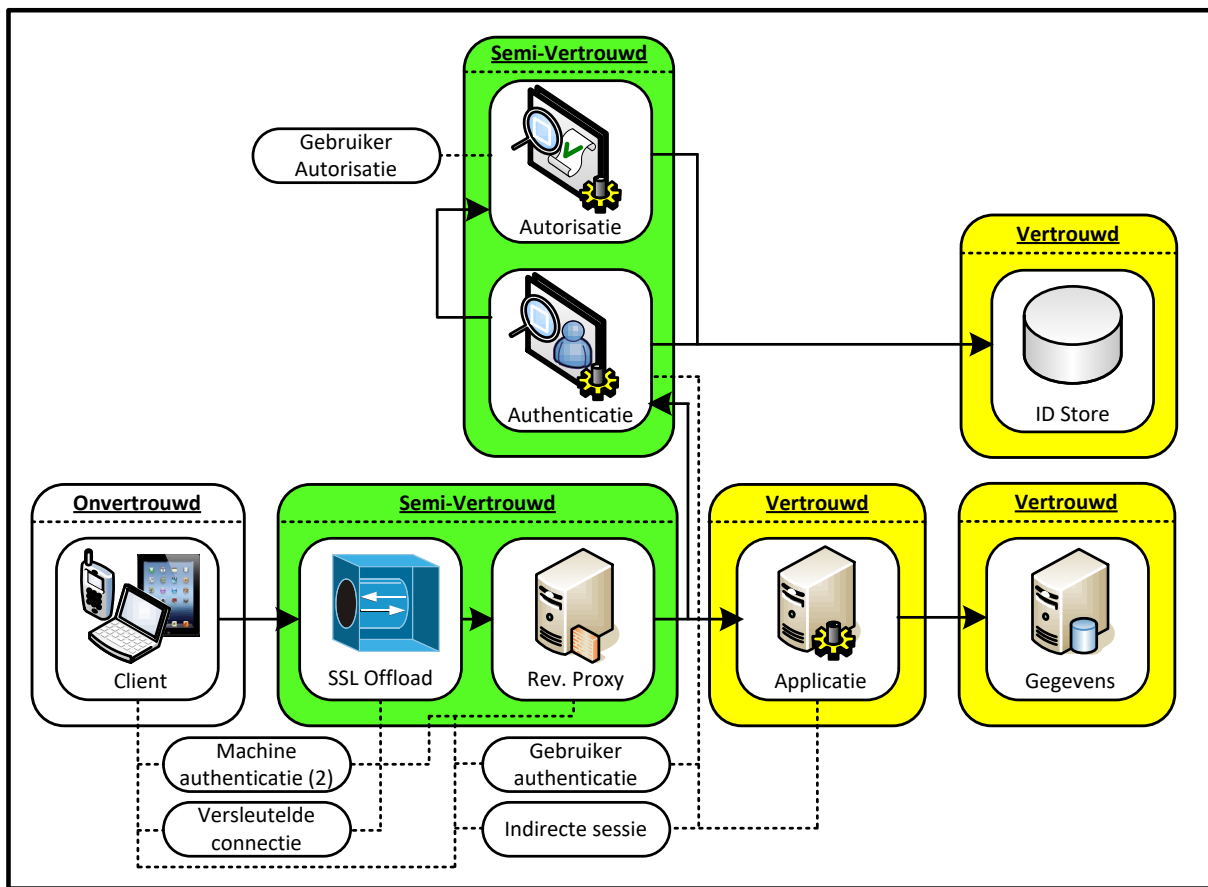 Semi-Vertrouwd
Gebruiker
Autorisatie
Autorisatie
Vertrouwd
Authenticatie
ID Store
Onvertrouwd
Semi-Vertrouwd
Vertrouwd
Vertrouwd
Client
SSL Offload
Rev. Proxy
Applicatie
Gegevens
Machine
authenticatie (2)
Gebruiker
authenticatie
Versleutelde
connectie
Indirecte sessie